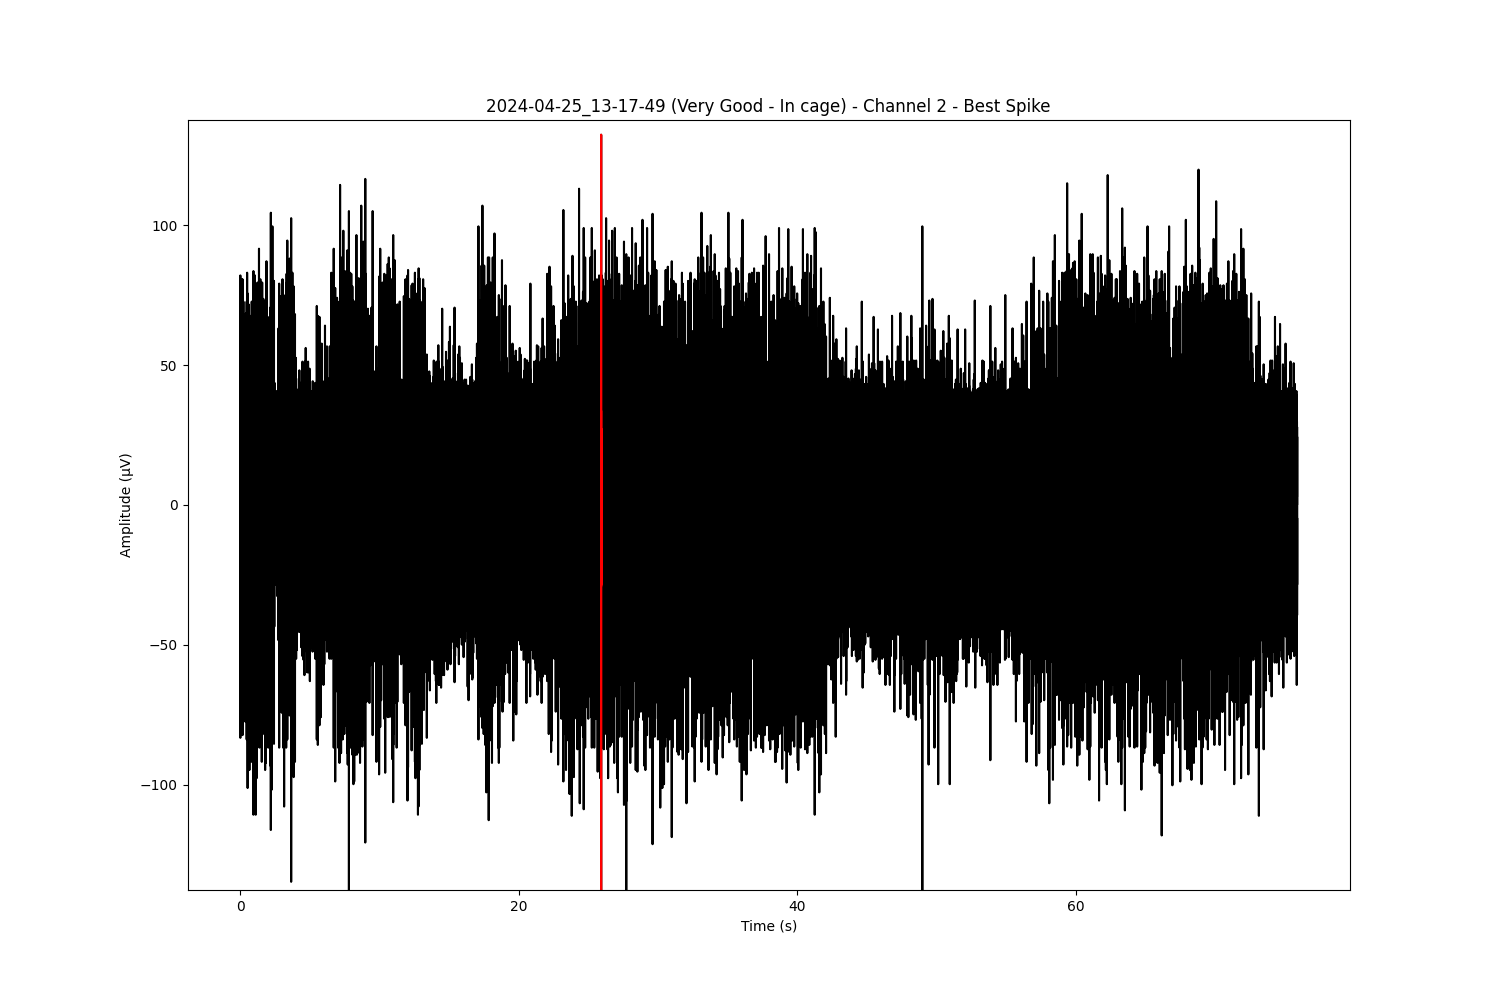 2024-04-25_13-17-49 (Very Good - In cage) - Channel 2 - Best Spike
100
50
0
−50
−100
Amplitude (µV)
0 20 40 60
Time (s)